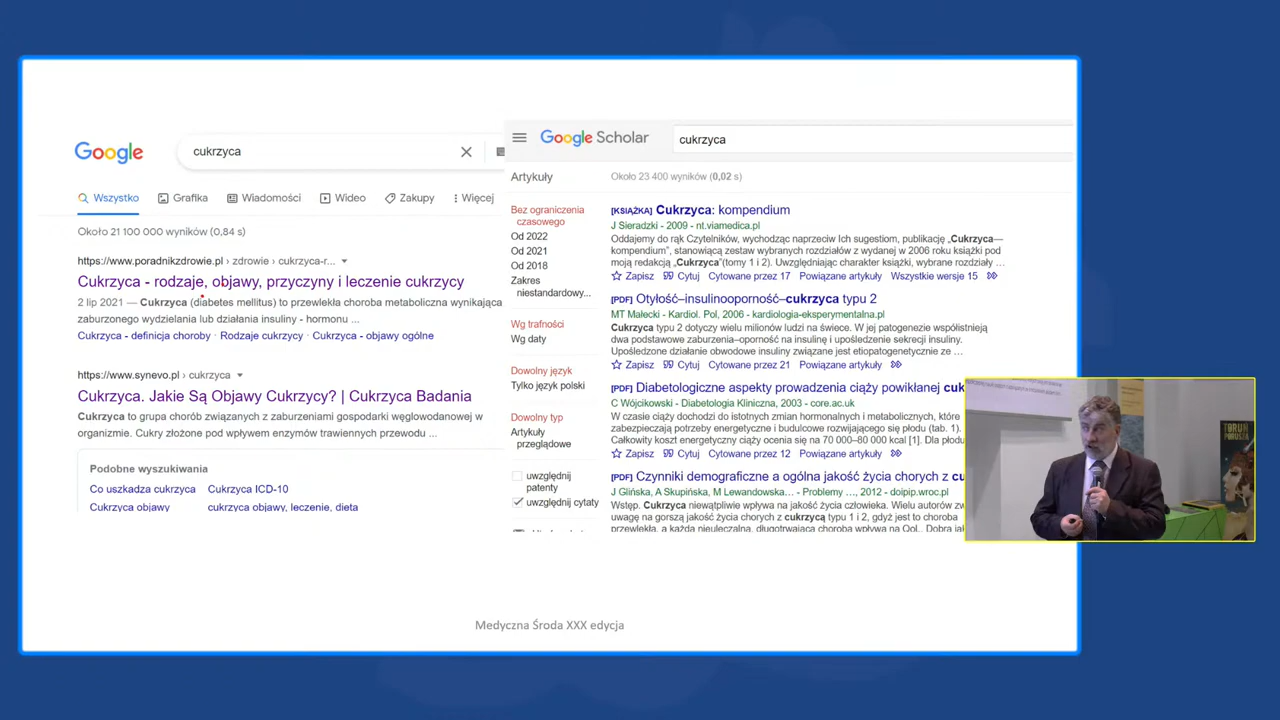 Google
cukrzyca
Wszystko Grafika Wiadomości Video Zakupy Więcej
Około 21 100 000 wyników (0,84 s)
https://www.poradnikzdrowie.pl › zdrowie › cukrzyca-r...
Cukrzyca - rodzaje, objawy, przyczyny i leczenie cukrzycy
2 lip 2021 — Cukrzyca (diabetes mellitus) to przewlekła choroba metaboliczna wynikająca
zaburzonego wydzielania lub działania insuliny - hormonu ...
Cukrzyca - definicja choroby · Rodzaje cukrzycy · Cukrzyca - objawy ogólne
https://www.synevo.pl › cukrzyca
Cukrzyca. Jakie Są Objawy Cukrzycy? | Cukrzyca Badania
Cukrzyca to grupa chorób związanych z zaburzeniami gospodarki węglowodanowej w
organizmie. Cukry złożone pod wpływem enzymów trawiennych przewodu ...
Podobne wyszukiwania
Co uszkadza cukrzyca Cukrzyca ICD-10
Cukrzyca objawy cukrzyca objawy, leczenie, dieta
Google Scholar
cukrzyca
Artykuły
Około 23 400 wyników (0,02 s)
Bez ograniczenia
czasowego
Od 2022
Od 2021
Od 2018
Zakres
niestandardowy...
Wg trafności
Wg daty
Dowolny język
Tylko język polski
Dowolny typ
Artykuły
przeglądowe
uwzględnij
patenty
uwzględnij cytaty
[KSIĄŻKA] Cukrzyca: kompendium
J Sieradzki - 2009 - nt.viamedica.pl
Oddajemy do rąk Czytelników, wychodząc naprzeciw Ich sugestiom, publikację „Cukrzyca—
kompendium”, stanowiącą zestaw wybranych rozdziałów z wydanej w 2006 roku książki pod
moją redakcją „Cukrzyca”(tomy 1 i 2). Uwzględniając charakter książki, wybrane rozdziały …
Zapisz Cytuj Cytowane przez 17 Powiązane artykuły Wszystkie wersje 15
[PDF] Otyłość–insulinooporność–cukrzyca typu 2
MT Małecki - Kardiol. Pol, 2006 - kardiologia-eksperymentalna.pl
Cukrzyca typu 2 dotyczy wielu milionów ludzi na świece. W jej patogenezie współistnieją
dwa podstawowe zaburzenia–oporność na insulinę i upośledzenie sekrecji insuliny.
Upośledzone działanie obwodowe insuliny związane jest etiopatogenetycznie ze …
Zapisz Cytuj Cytowane przez 21 Powiązane artykuły
[PDF] Diabetologiczne aspekty prowadzenia ciąży powikłanej cuk
C Wójcikowski - Diabetologia Kliniczna, 2003 - core.ac.uk
W czasie ciąży dochodzi do istotnych zmian hormonalnych i metabolicznych, które
zabezpieczają potrzeby energetyczne i budulcowe rozwijającego się płodu (tab. 1).
Całkowity koszt energetyczny ciąży ocenia się na 70 000–80 000 kcal [1]. Dla płodu
Zapisz Cytuj Cytowane przez 12 Powiązane artykuły
[PDF] Czynniki demograficzne a ogólna jakość życia chorych z cu
J Glińska, A Skupińska, M Lewandowska… - Problemy …, 2012 - doipip.wroc.pl
Wstęp. Cukrzyca niewątpliwie wpływa na jakość życia człowieka. Wielu autorów zw
uwagę na gorszą jakość życia chorych z cukrzycą typu 1 i 2, gdyż jest to choroba
przewlekła, a każda nieuleczalna, długotrwająca choroba wpływa na QoL. Dobra jak
TORUŃ
PORUSZA
Medyczna Środa XXX edycja